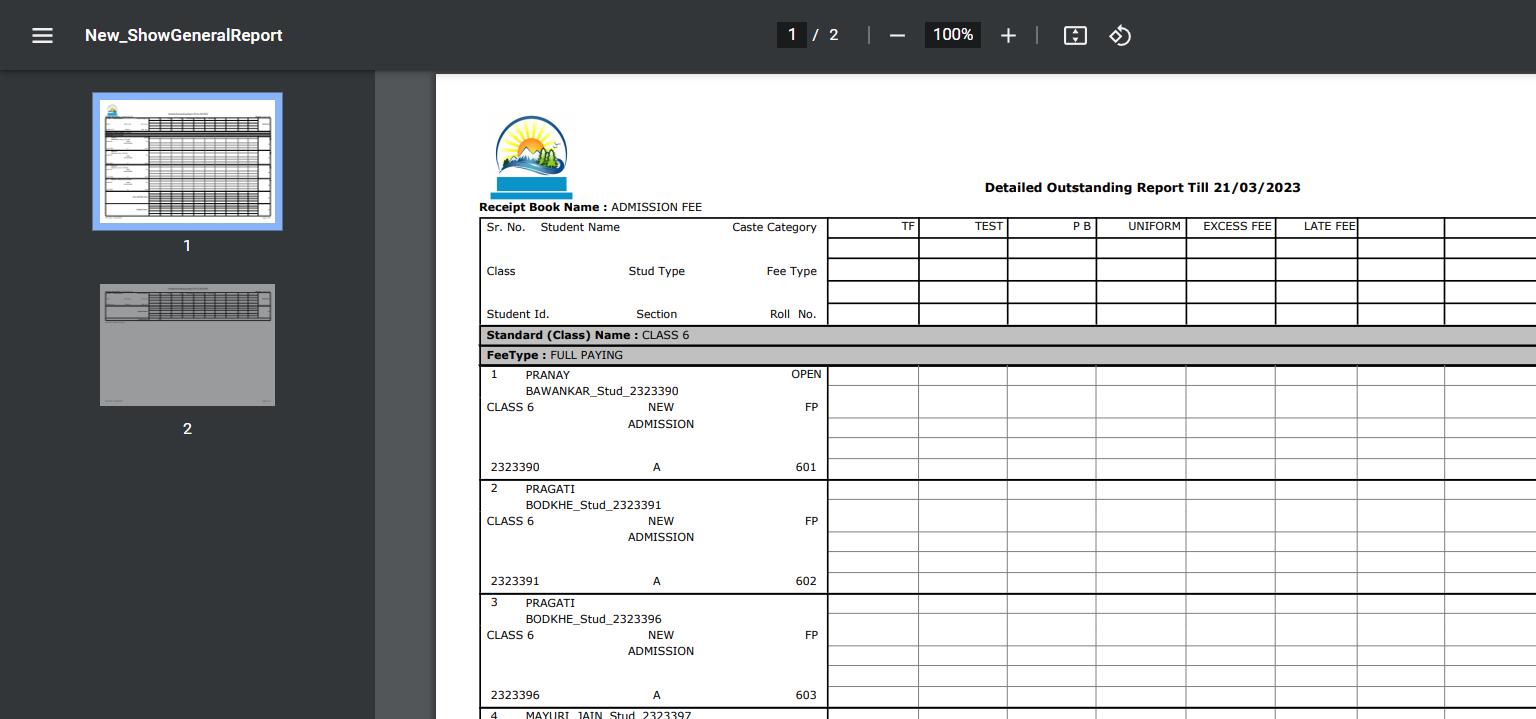 New_ShowGeneralReport
1 / 2
100%
1
2
Detailed Outstanding Report Till 21/03/2023
Receipt Book Name : ADMISSION FEE
Sr. No. Student Name Caste Category TF TEST P B UNIFORM EXCESS FEE LATE FEE
Class Stud Type Fee Type
Student Id. Section Roll No.
Standard (Class) Name : CLASS 6
FeeType : FULL PAYING
1 PRANAY OPEN
BAWANKAR_Stud_2323390
CLASS 6 NEW FP
ADMISSION
2323390 A 601
2 PRAGATI
BODKHE_Stud_2323391
CLASS 6 NEW FP
ADMISSION
2323391 A 602
3 PRAGATI
BODKHE_Stud_2323396
CLASS 6 NEW FP
ADMISSION
2323396 A 603
4 MAYURI JAIN_Stud_2323397